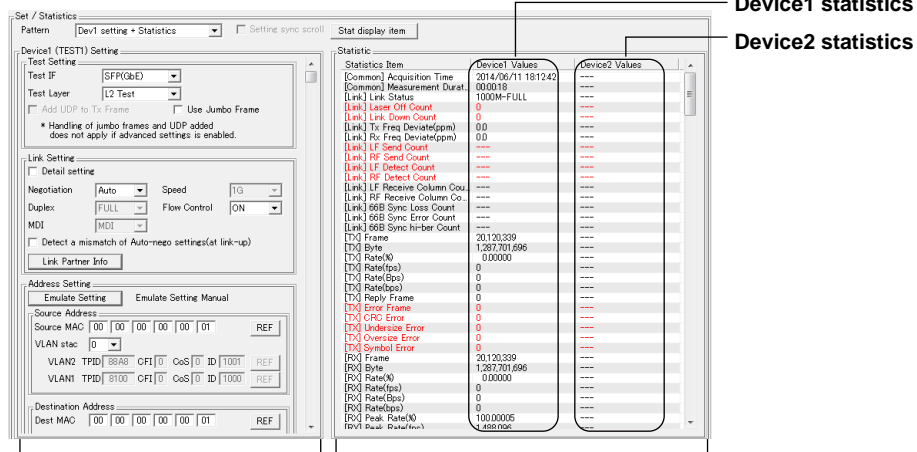 Device1 statistics
Device2 statistics
Set / Statistics
Pattern Dev1 setting + Statistics Setting sync scroll Stat display item
Device1 (TEST1) Setting
Test Setting
Test IF SFP(GbE)
Test Layer L2 Test
Add UDP to Tx Frame Use Jumbo Frame
* Handling of jumbo frames and UDP added
does not apply if advanced settings is enabled.
Link Setting
Detail setting
Negotiation Auto Speed 1G
Duplex FULL Flow Control ON
MDI MDI
Detect a mismatch of Auto-nego settings(at link-up)
Link Partner Info
Address Setting
Emulate Setting Emulate Setting Manual
Source Address
Source MAC 00 00 00 00 00 01 REF
VLAN stac 0
VLAN2 TPID 88A8 CFI 0 CoS 0 ID 1001 REF
VLAN1 TPID 8100 CFI 0 CoS 0 ID 1000 REF
Destination Address
Dest MAC 00 00 00 00 00 01 REF
Statistic
Statistics Item Device1 Values Device2 Values
[Common] Acquisition Time 2014/06/11 18:12:42 ---
[Common] Measurement Durat.. 00:00:18 ---
[Link] Link Status 1000M-FULL ---
[Link] Laser Off Count 0 ---
[Link] Link Down Count 0 ---
[Link] Tx Freq Deviate(ppm) 0.0 ---
[Link] Rx Freq Deviate(ppm) 0.0 ---
[Link] LF Send Count --- ---
[Link] RF Send Count --- ---
[Link] LF Detect Count --- ---
[Link] RF Detect Count --- ---
[Link] LF Receive Column Cou.. --- ---
[Link] RF Receive Column Co... --- ---
[Link] 66B Sync Loss Count --- ---
[Link] 66B Sync Error Count --- ---
[Link] 66B Sync hi-ber Count --- ---
[TX] Frame 20,120,339 ---
[TX] Byte 1,287,701,696 ---
[TX] Rate(%) 0.00000 ---
[TX] Rate(fps) 0 ---
[TX] Rate(Bps) 0 ---
[TX] Rate(bps) 0 ---
[TX] Reply Frame 0 ---
[TX] Error Frame 0 ---
[TX] CRC Error 0 ---
[TX] Undersize Error 0 ---
[TX] Oversize Error 0 ---
[TX] Symbol Error 0 ---
[RX] Frame 20,120,339 ---
[RX] Byte 1,287,701,696 ---
[RX] Rate(%) 0.00000 ---
[RX] Rate(fps) 0 ---
[RX] Rate(Bps) 0 ---
[RX] Rate(bps) 0 ---
[RX] Peak Rate(%) 100.00005 ---
[RX] Peak Rate(fps) 1,488,096 ---